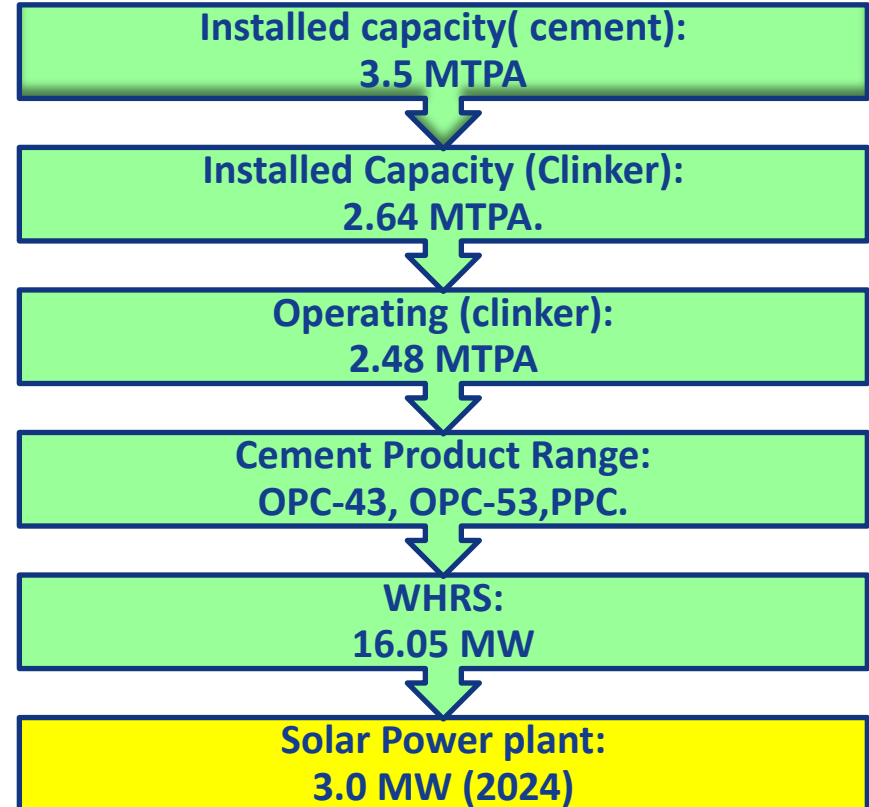 Installed capacity( cement):
3.5 MTPA
Installed Capacity (Clinker):
2.64 MTPA.
Operating (clinker):
2.48 MTPA
Cement Product Range:
OPC-43, OPC-53,PPC.
WHRS:
16.05 MW
Solar Power plant:
3.0 MW (2024)